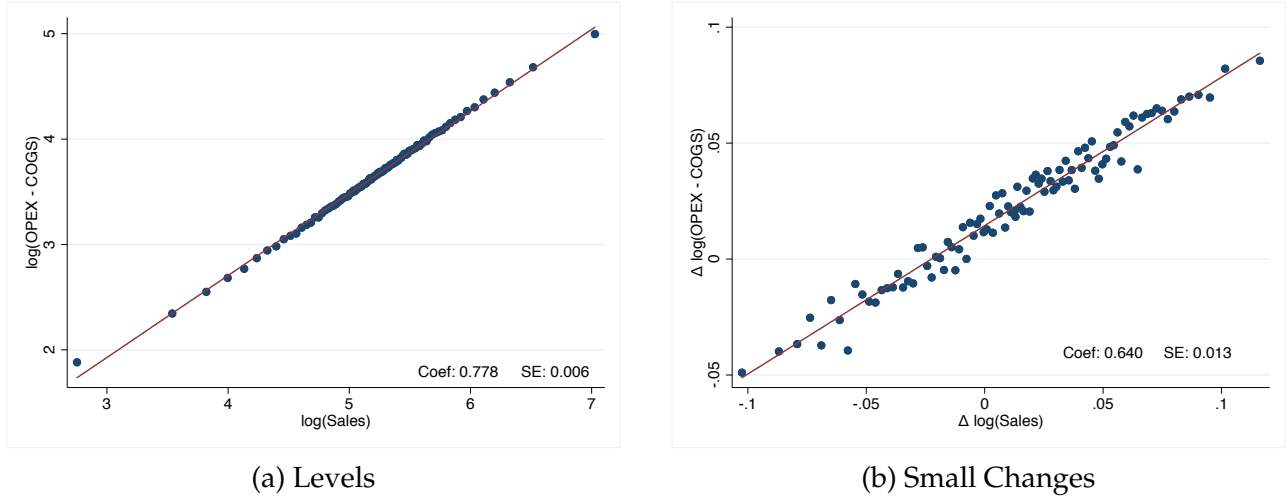 log(OPEX - COGS)
5
4
3
2
Coef: 0.778 SE: 0.006
3 4 5 6 7
log(Sales)
(a) Levels
Δ log(OPEX - COGS)
.1
.05
0
-.05
Coef: 0.640 SE: 0.013
-.1 -.05 0 .05 .1
Δ log(Sales)
(b) Small Changes